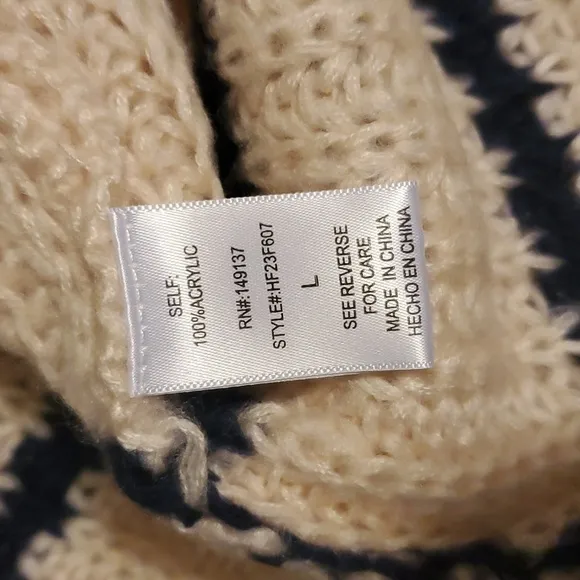 SELF:
100%ACRYLIC
RN#:149137
STYLE#:HF23F607
L
SEE REVERSE
FOR CARE
MADE IN CHINA
HECHO EN CHINA